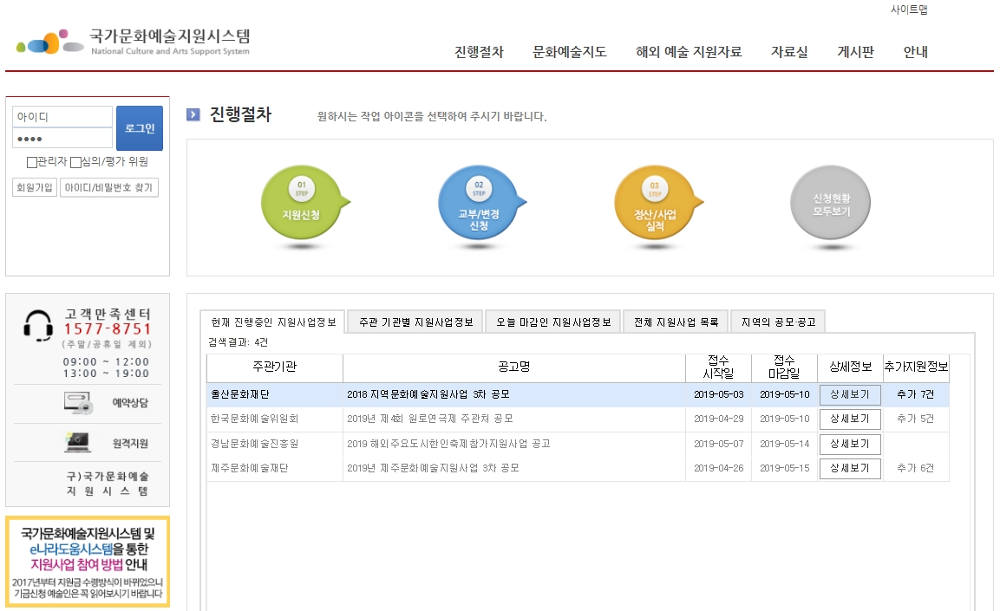 사이트맵
국가문화예술지원시스템
National Culture and Arts Support System
진행절차 문화예술지도 해외 예술 지원자료 자료실 게시판 안내
아이디
로그인
관리자 심의/평가 위원
회원가입 아이디/비밀번호 찾기
진행절차 원하시는 작업 아이콘을 선택하여 주시기 바랍니다.
01 STEP 지원신청
02 STEP 교부/변경 신청
03 STEP 정산/사업 실적
신청현황 모두보기
고객만족센터
1577-8751
(주말/공휴일 제외)
09:00 ~ 12:00
13:00 ~ 19:00
예약상담
원격지원
구)국가문화예술
지 원 시 스 템
국가문화예술지원시스템 및
e나라도움시스템을 통한
지원사업 참여 방법 안내
2017년부터 지원금 수령방식이 바뀌었으니
기금신청 예술인은 꼭 읽어보시기 바랍니다
현재 진행중인 지원사업정보 주관 기관별 지원사업정보 오늘 마감인 지원사업정보 전체 지원사업 목록 지역의 공모·공고
검색결과: 4건
주관기관 공고명 접수 시작일 접수 마감일 상세정보 추가지원정보
울산문화재단 2018 지역문화예술지원사업 3차 공모 2019-05-03 2019-05-10 상세보기 추가 7건
한국문화예술위원회 2019년 제4회 원로연극제 주관처 공모 2019-04-29 2019-05-10 상세보기 추가 5건
경남문화예술진흥원 2019 해외주요도시한인축제참가지원사업 공고 2019-05-07 2019-05-14 상세보기
제주문화예술재단 2019년 제주문화예술지원사업 3차 공모 2019-04-26 2019-05-15 상세보기 추가 6건